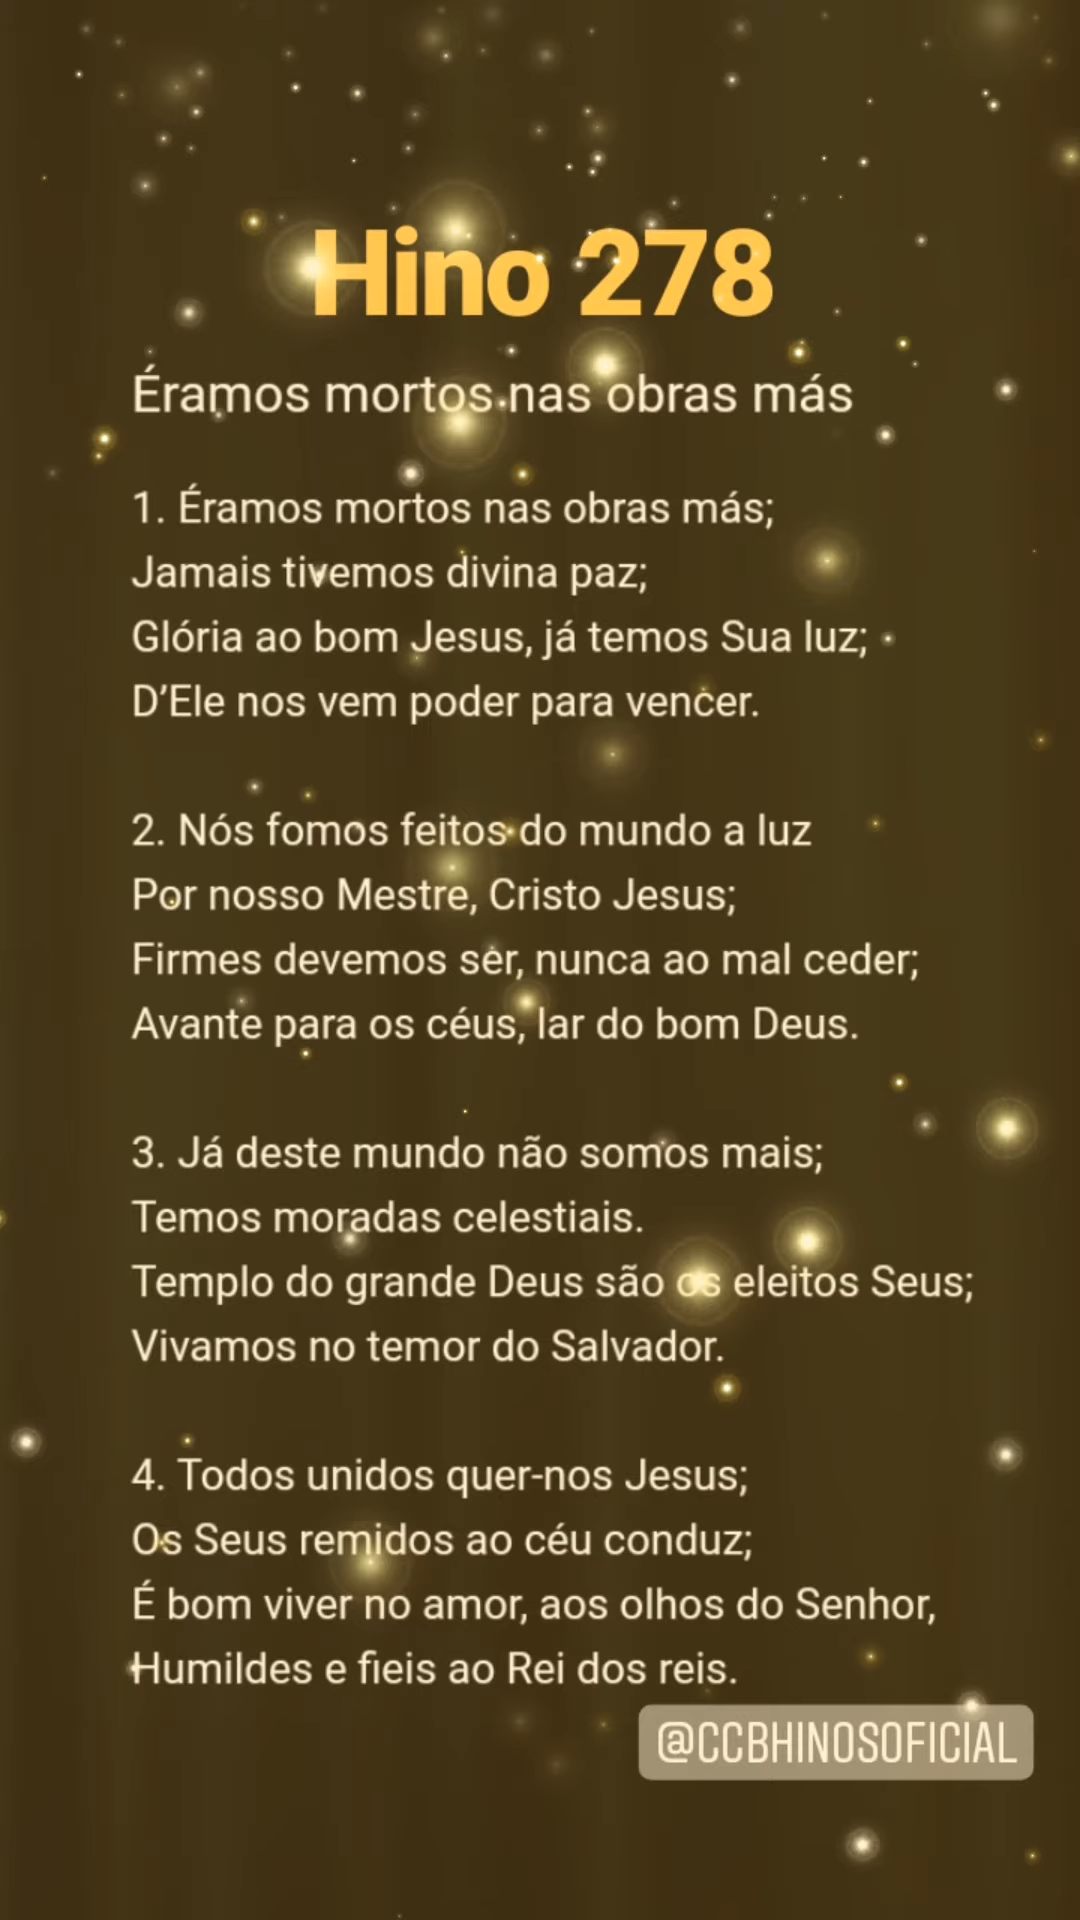 Hino 278
Éramos mortos nas obras más
1. Éramos mortos nas obras más;
Jamais tivemos divina paz;
Glória ao bom Jesus, já temos Sua luz;
D’Ele nos vem poder para vencer.
2. Nós fomos feitos do mundo a luz
Por nosso Mestre, Cristo Jesus;
Firmes devemos ser, nunca ao mal ceder;
Avante para os céus, lar do bom Deus.
3. Já deste mundo não somos mais;
Temos moradas celestiais.
Templo do grande Deus são os eleitos Seus;
Vivamos no temor do Salvador.
4. Todos unidos quer-nos Jesus;
Os Seus remidos ao céu conduz;
É bom viver no amor, aos olhos do Senhor,
Humildes e fieis ao Rei dos reis.
@CCBHINOSOFICIAL